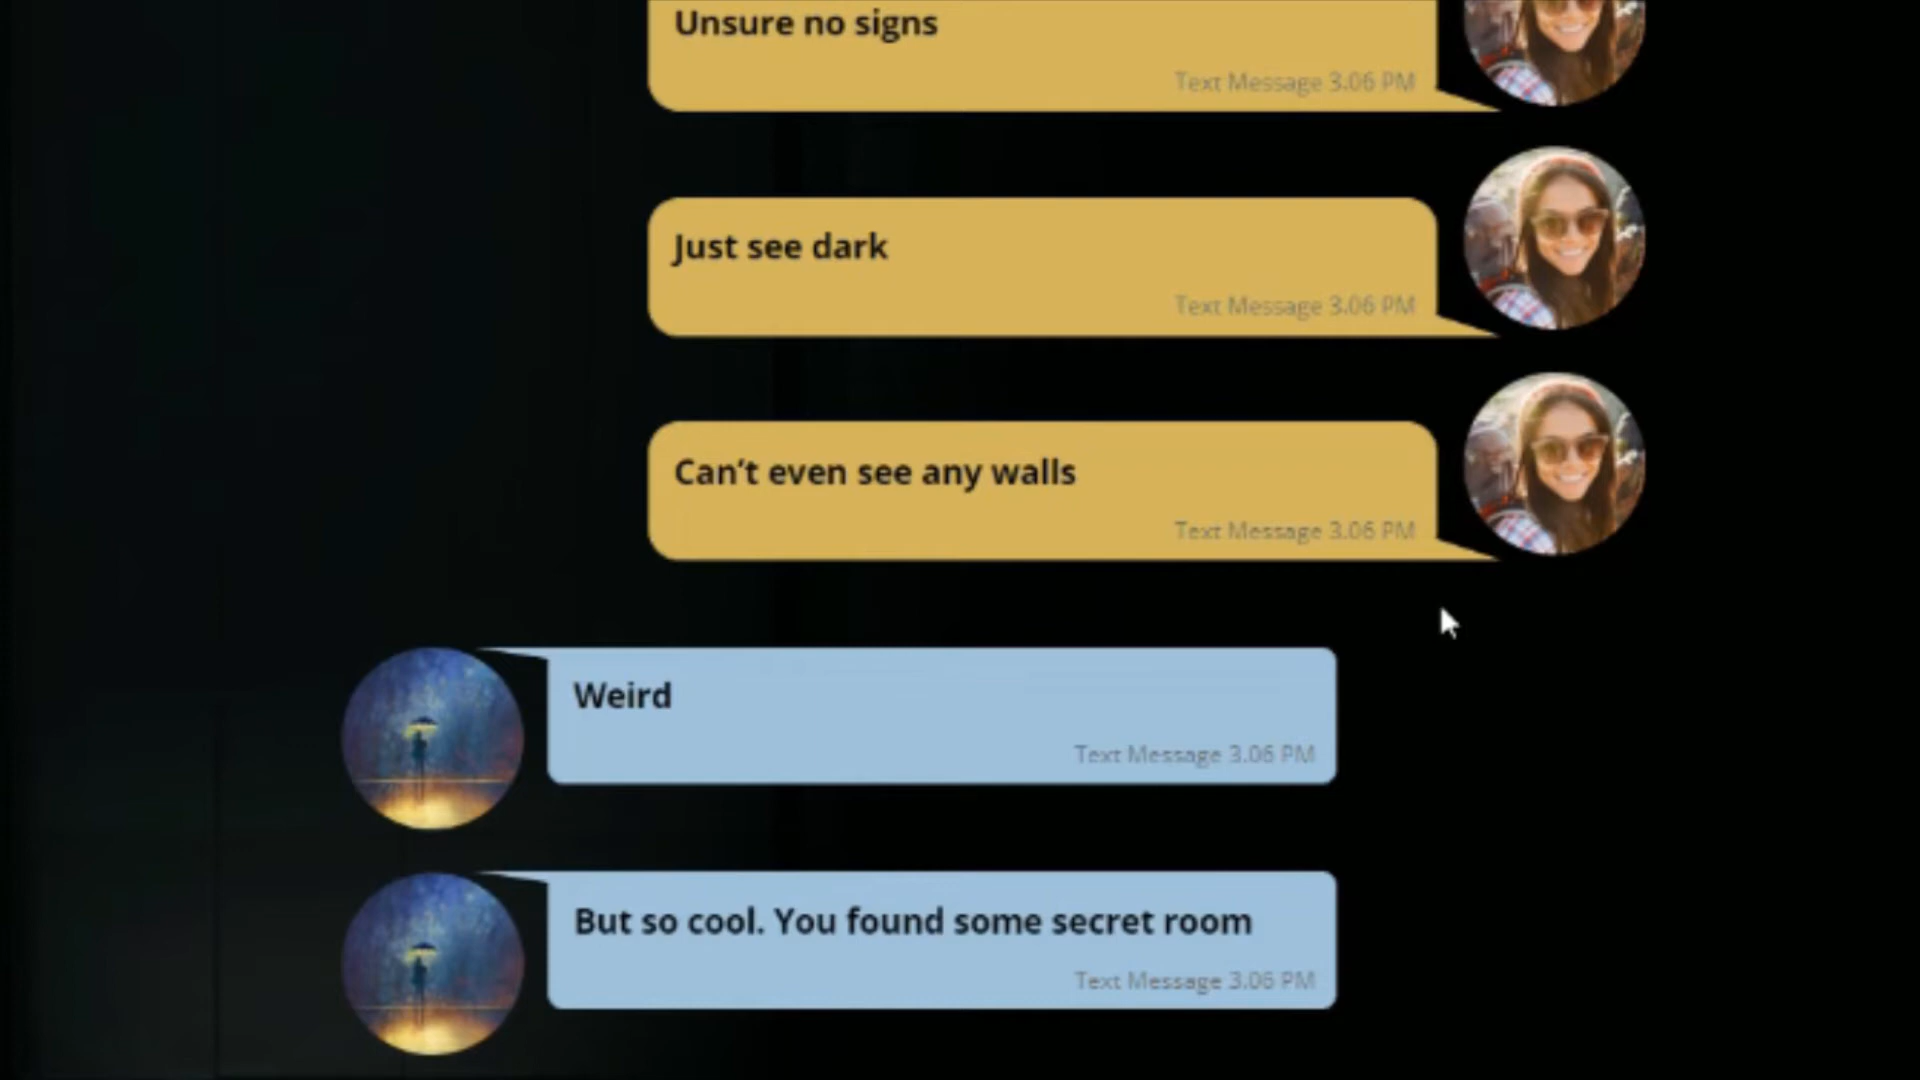 Unsure no signs
Text Message 3.06 PM
Just see dark
Text Message 3.06 PM
Can’t even see any walls
Text Message 3.06 PM
Weird
Text Message 3.06 PM
But so cool. You found some secret room
Text Message 3.06 PM